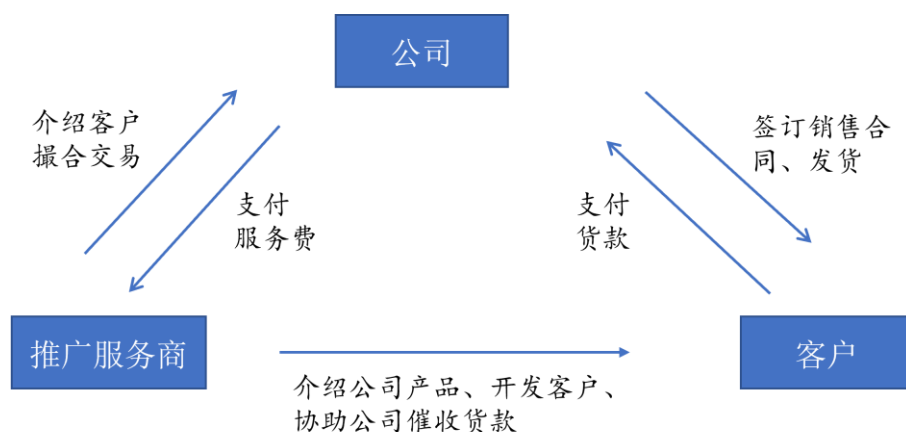 公司
介绍客户
撮合交易
签订销售合
同、发货
支付
服务费
支付
货款
推广服务商
客户
介绍公司产品、开发客户、
协助公司催收货款